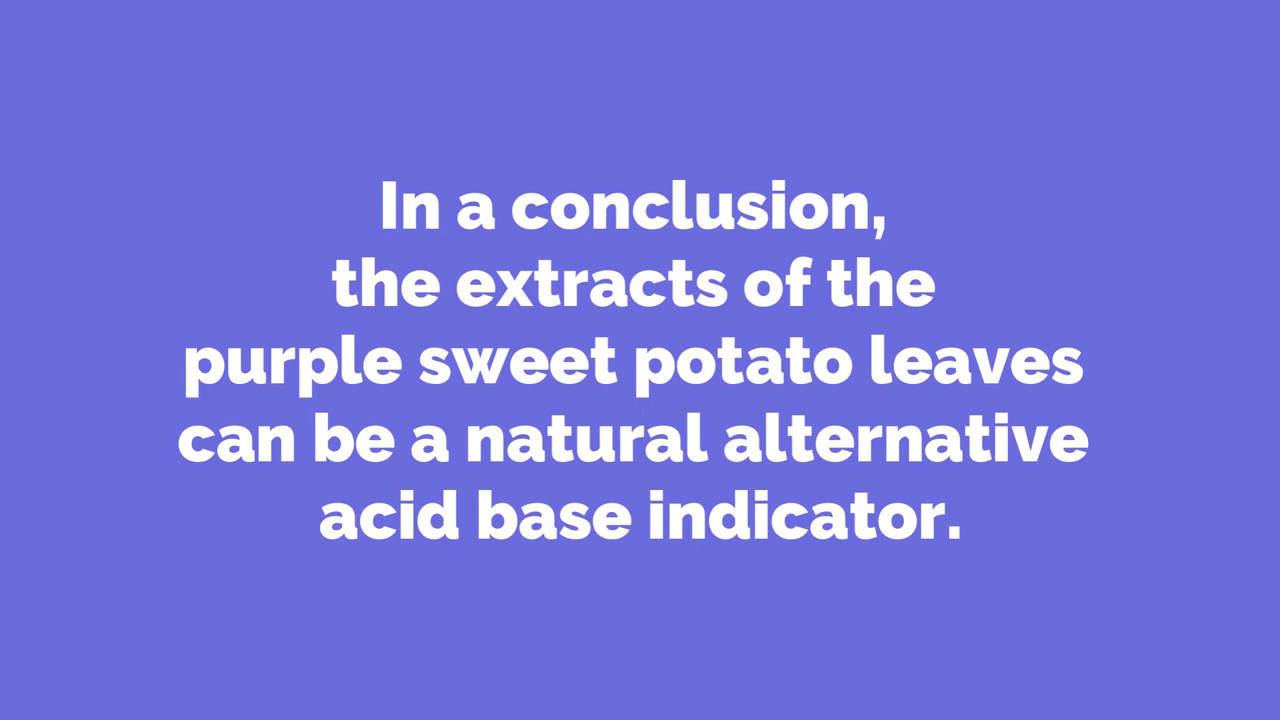 In a conclusion,
the extracts of the
purple sweet potato leaves
can be a natural alternative
acid base indicator.